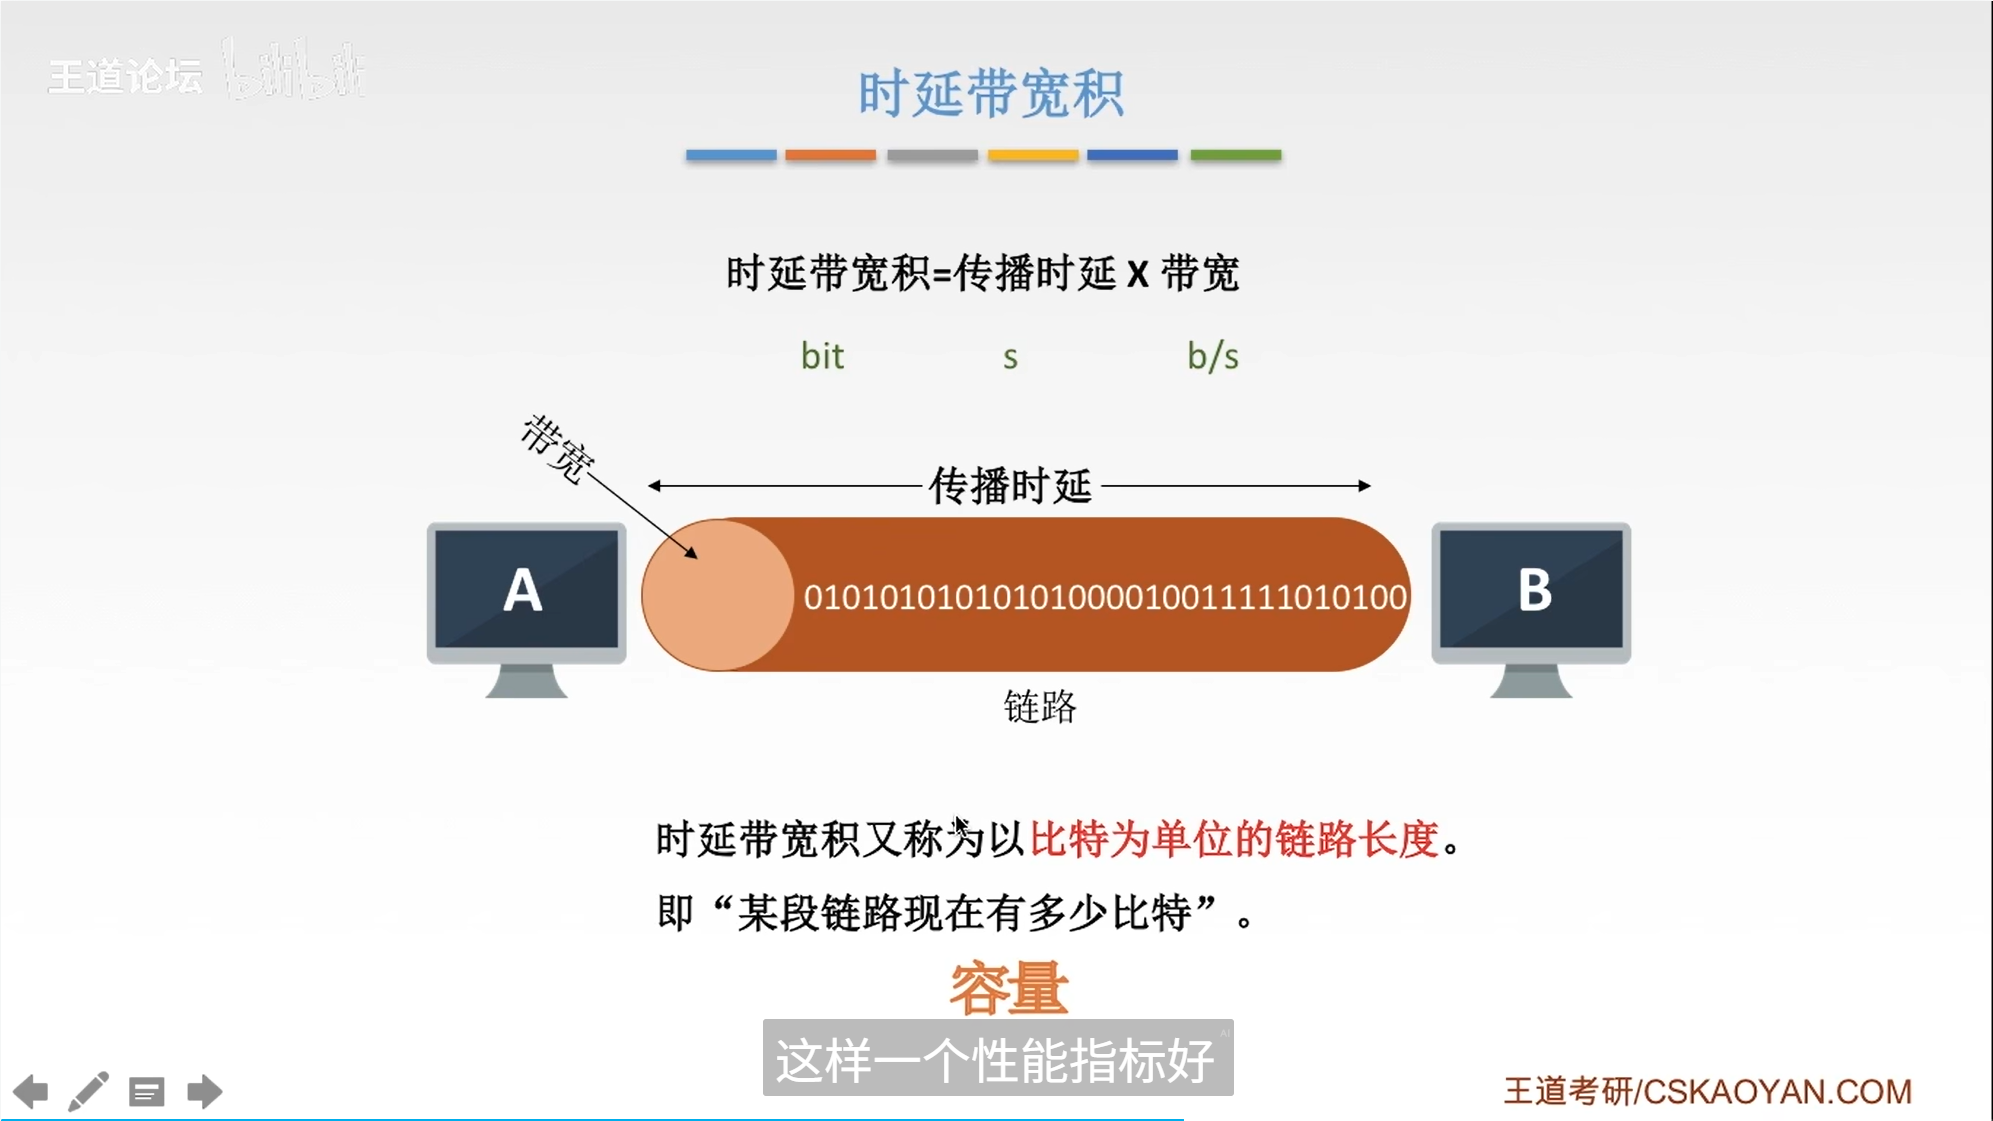 王道论坛 bilibili
时延带宽积
时延带宽积=传播时延 X 带宽
bit s b/s
带宽
传播时延
A
010101010101010000100111110101​00
B
链路
时延带宽积又称为以比特为单位的链路长度。
即“某段链路现在有多少比特”。
容量
AI
这样一个性能指标好
王道考研/CSKAOYAN.COM